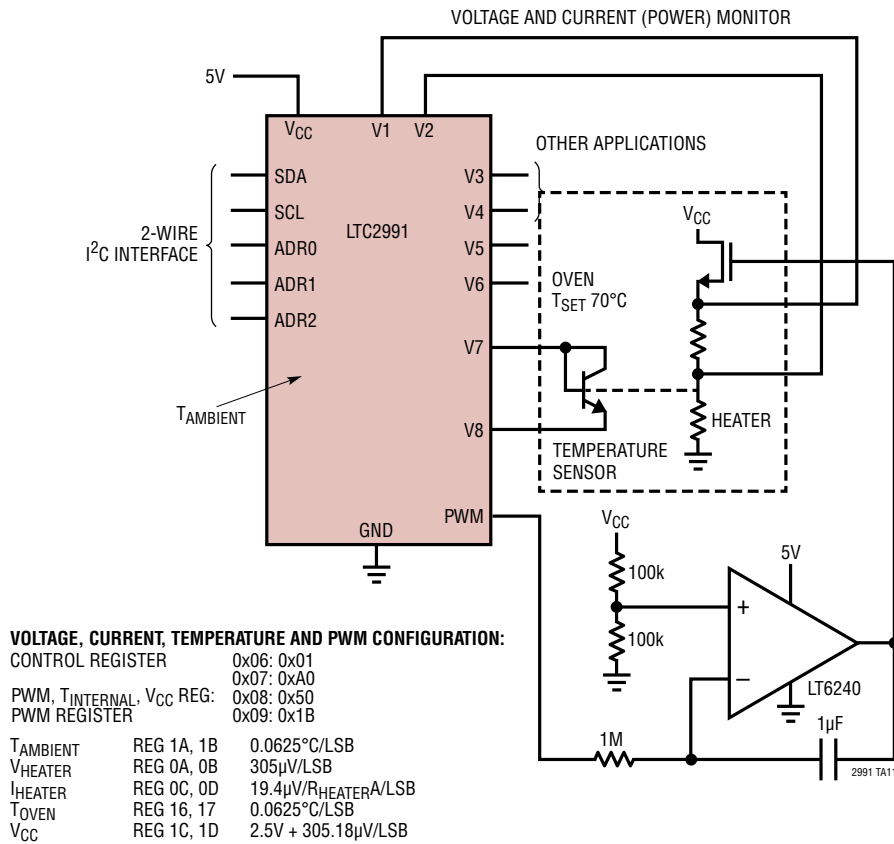 VOLTAGE AND CURRENT (POWER) MONITOR
5V
VCC
V1
V2
OTHER APPLICATIONS
SDA
SCL
ADR0
ADR1
ADR2
2-WIRE
I2C INTERFACE
LTC2991
V3
V4
V5
V6
V7
V8
PWM
GND
TAMBIENT
VCC
OVEN
TSET 70°C
HEATER
TEMPERATURE
SENSOR
VCC
100k
100k
5V
+
–
LT6240
1M
1µF
2991 TA11
VOLTAGE, CURRENT, TEMPERATURE AND PWM CONFIGURATION:
CONTROL REGISTER 0x06: 0x01
0x07: 0xA0
PWM, TINTERNAL, VCC REG: 0x08: 0x50
PWM REGISTER 0x09: 0x1B
TAMBIENT REG 1A, 1B 0.0625°C/LSB
VHEATER REG 0A, 0B 305µV/LSB
IHEATER REG 0C, 0D 19.4µV/RHEATERA/LSB
TOVEN REG 16, 17 0.0625°C/LSB
VCC REG 1C, 1D 2.5V + 305.18µV/LSB